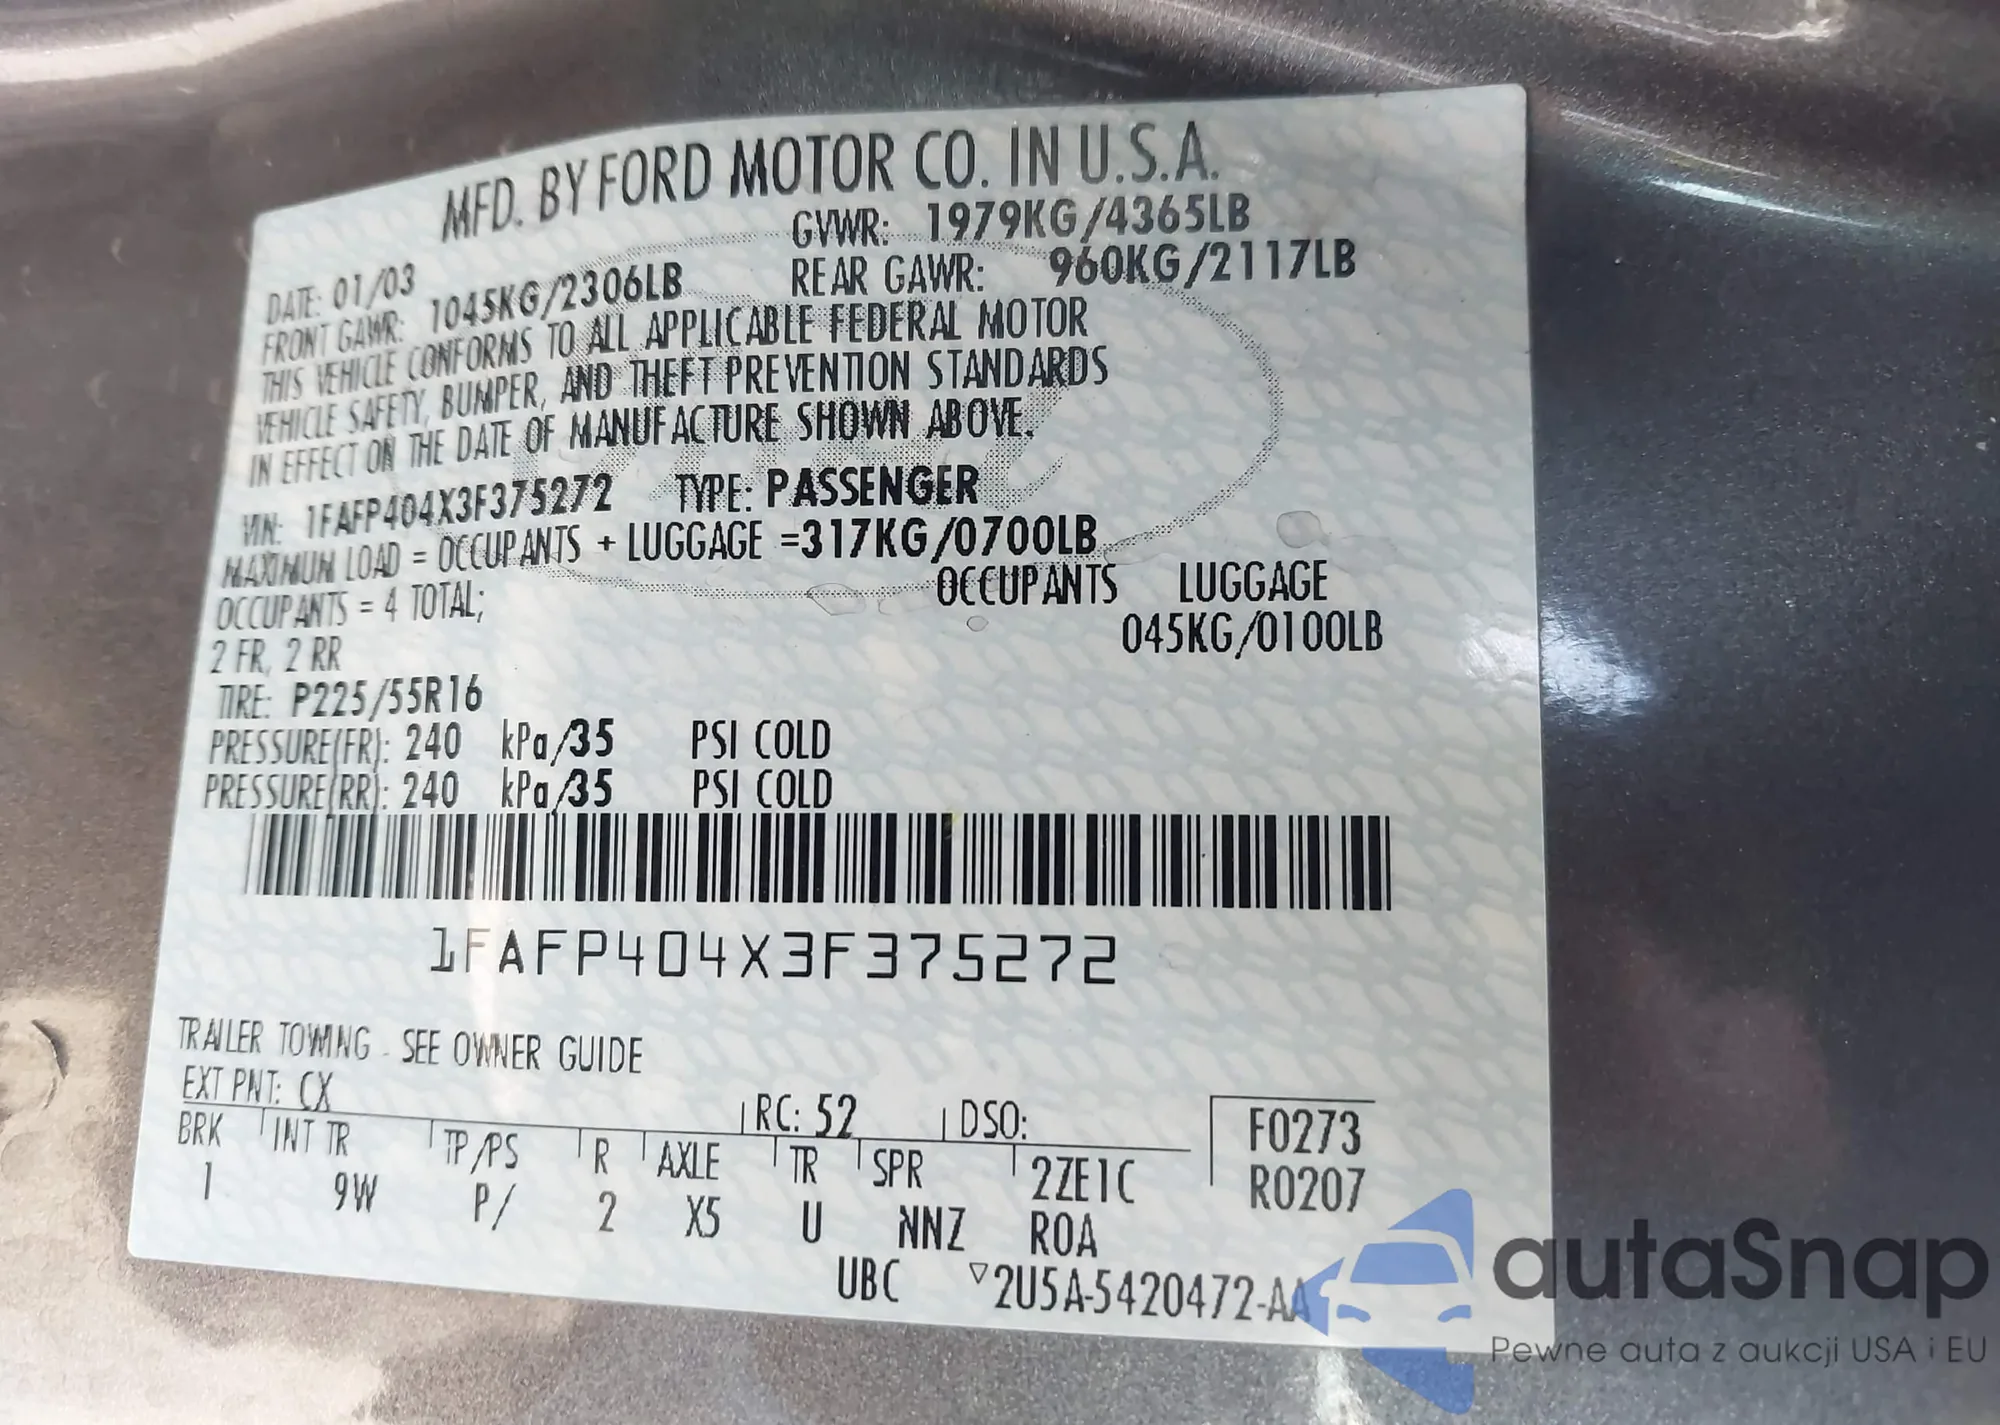 MFD. BY FORD MOTOR CO. IN U.S.A.
DATE: 01/03 GVWR: 1979KG/4365LB
FRONT GAWR: 1045KG/2306LB REAR GAWR: 960KG/2117LB
THIS VEHICLE CONFORMS TO ALL APPLICABLE FEDERAL MOTOR
VEHICLE SAFETY, BUMPER, AND THEFT PREVENTION STANDARDS
IN EFFECT ON THE DATE OF MANUFACTURE SHOWN ABOVE.
VIN: 1FAFP404X3F375272 TYPE: PASSENGER
MAXIMUM LOAD = OCCUPANTS + LUGGAGE =317KG/0700LB
OCCUPANTS = 4 TOTAL; OCCUPANTS LUGGAGE
2 FR, 2 RR 045KG/0100LB
TIRE: P225/55R16
PRESSURE(FR): 240 kPa/35 PSI COLD
PRESSURE(RR): 240 kPa/35 PSI COLD
1FAFP404X3F375272
TRAILER TOWING - SEE OWNER GUIDE
EXT PNT: CX RC: 52 DSO: F0273
BRK INT TR TP/PS R AXLE TR SPR 2ZE1C R0207
1 9W P/ 2 X5 U NNZ ROA
UBC ▽2U5A-5420472-AA
autaSnap
Pewne auta z aukcji USA i EU